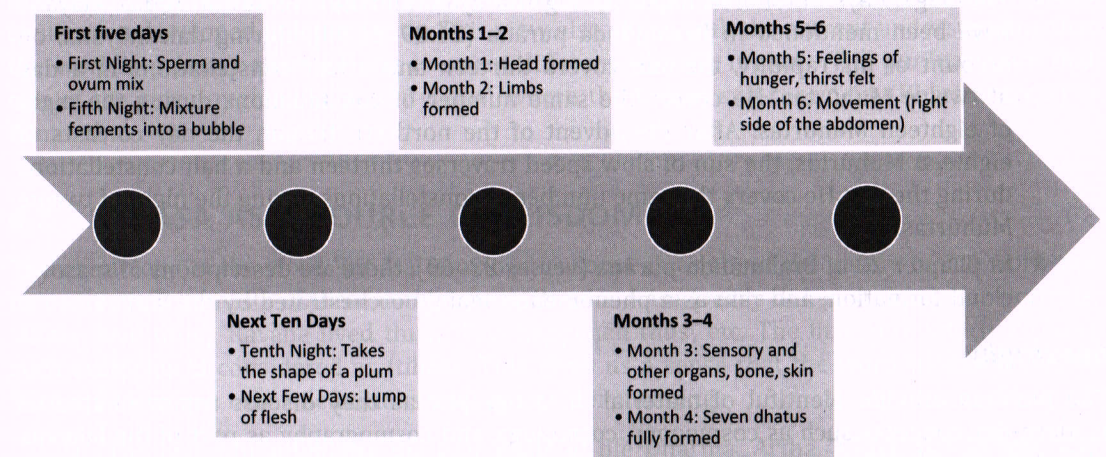 First five days
• First Night: Sperm and
ovum mix
• Fifth Night: Mixture
ferments into a bubble
Next Ten Days
• Tenth Night: Takes
the shape of a plum
• Next Few Days: Lump
of flesh
Months 1–2
• Month 1: Head formed
• Month 2: Limbs
formed
Months 3–4
• Month 3: Sensory and
other organs, bone, skin
formed
• Month 4: Seven dhatus
fully formed
Months 5–6
• Month 5: Feelings of
hunger, thirst felt
• Month 6: Movement (right
side of the abdomen)